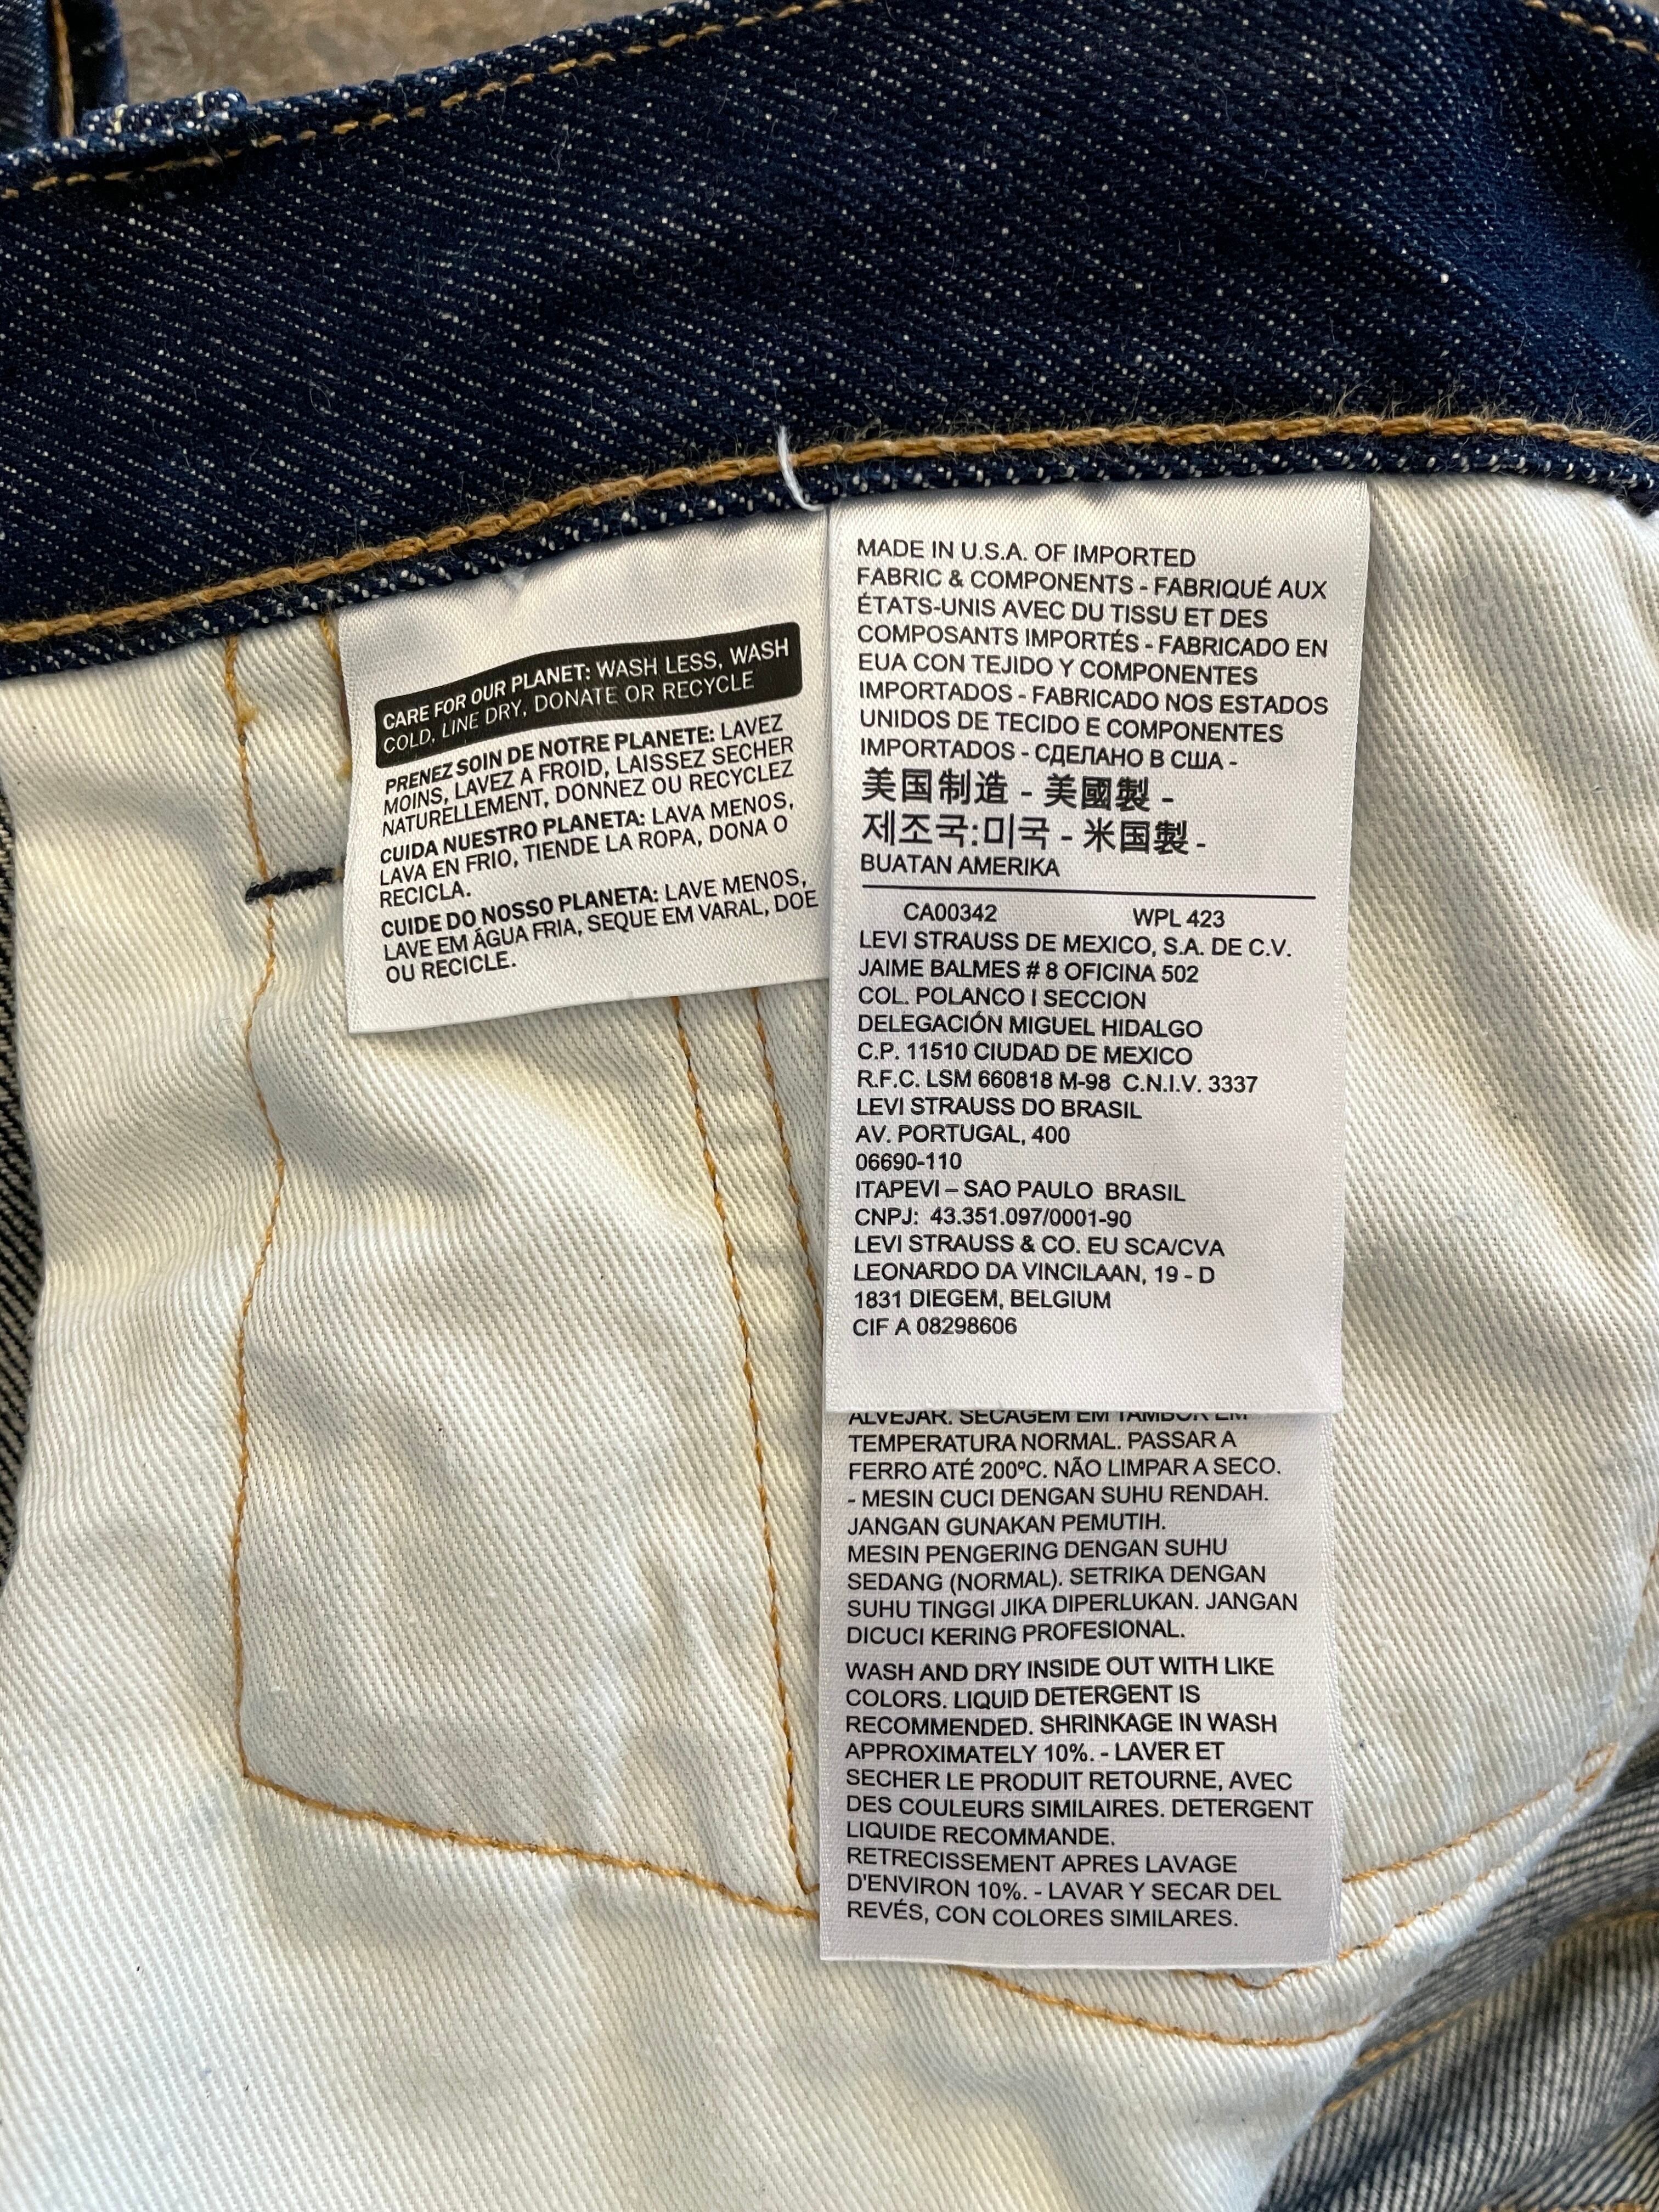 CARE FOR OUR PLANET: WASH LESS, WASH
COLD, LINE DRY, DONATE OR RECYCLE
PRENEZ SOIN DE NOTRE PLANETE: LAVEZ
MOINS, LAVEZ A FROID, LAISSEZ SECHER
NATURELLEMENT, DONNEZ OU RECYCLEZ
CUIDA NUESTRO PLANETA: LAVA MENOS,
LAVA EN FRIO, TIENDE LA ROPA, DONA O
RECICLA.
CUIDE DO NOSSO PLANETA: LAVE MENOS,
LAVE EM ÁGUA FRIA, SEQUE EM VARAL, DOE
OU RECICLE.
MADE IN U.S.A. OF IMPORTED
FABRIC & COMPONENTS - FABRIQUÉ AUX
ÉTATS-UNIS AVEC DU TISSU ET DES
COMPOSANTS IMPORTÉS - FABRICADO EN
EUA CON TEJIDO Y COMPONENTES
IMPORTADOS - FABRICADO NOS ESTADOS
UNIDOS DE TECIDO E COMPONENTES
IMPORTADOS - СДЕЛАНО В США -
美国制造 - 美國製 -
제조국:미국 - 米国製 -
BUATAN AMERIKA
CA00342 WPL 423
LEVI STRAUSS DE MEXICO, S.A. DE C.V.
JAIME BALMES # 8 OFICINA 502
COL. POLANCO I SECCION
DELEGACIÓN MIGUEL HIDALGO
C.P. 11510 CIUDAD DE MEXICO
R.F.C. LSM 660818 M-98 C.N.I.V. 3337
LEVI STRAUSS DO BRASIL
AV. PORTUGAL, 400
06690-110
ITAPEVI – SAO PAULO BRASIL
CNPJ: 43.351.097/0001-90
LEVI STRAUSS & CO. EU SCA/CVA
LEONARDO DA VINCILAAN, 19 - D
1831 DIEGEM, BELGIUM
CIF A 08298606
ALVEJAR. SECAGEM EM TAMBOR EM
TEMPERATURA NORMAL. PASSAR A
FERRO ATÉ 200ºC. NÃO LIMPAR A SECO.
- MESIN CUCI DENGAN SUHU RENDAH.
JANGAN GUNAKAN PEMUTIH.
MESIN PENGERING DENGAN SUHU
SEDANG (NORMAL). SETRIKA DENGAN
SUHU TINGGI JIKA DIPERLUKAN. JANGAN
DICUCI KERING PROFESIONAL.
WASH AND DRY INSIDE OUT WITH LIKE
COLORS. LIQUID DETERGENT IS
RECOMMENDED. SHRINKAGE IN WASH
APPROXIMATELY 10%. - LAVER ET
SECHER LE PRODUIT RETOURNE, AVEC
DES COULEURS SIMILAIRES. DETERGENT
LIQUIDE RECOMMANDE.
RETRECISSEMENT APRES LAVAGE
D'ENVIRON 10%. - LAVAR Y SECAR DEL
REVÉS, CON COLORES SIMILARES.